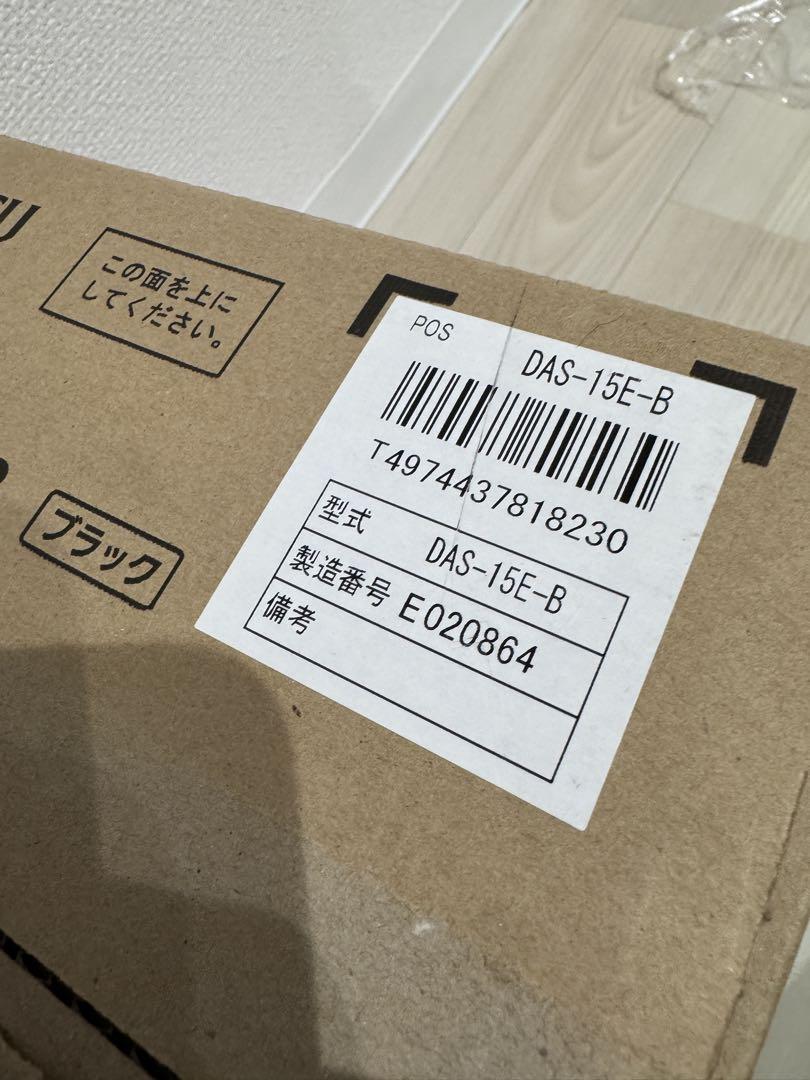 この面を上に
してください。
POS
DAS-15E-B
T4974437818230
型式 DAS-15E-B
製造番号 E020864
備考
ブラック